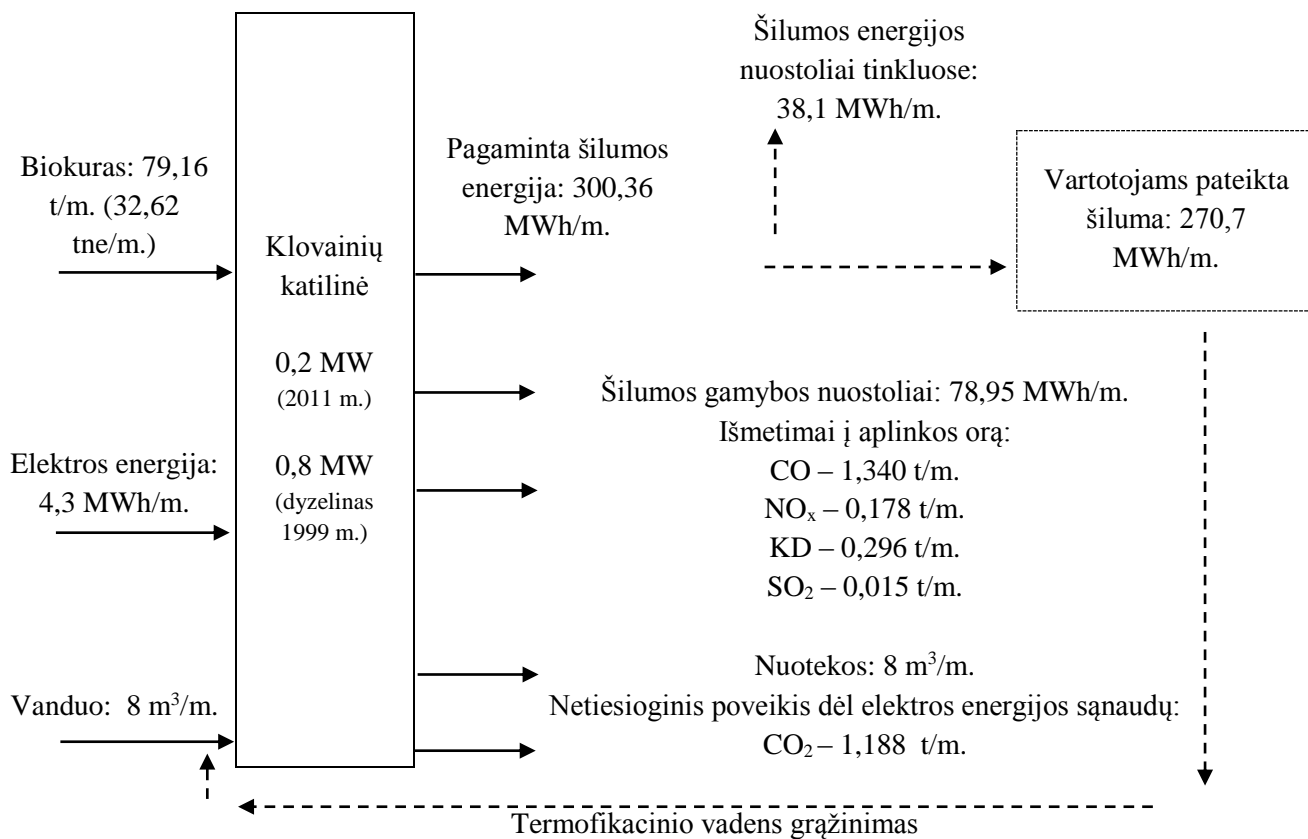 Šilumos energijos
nuostoliai tinkluose:
38,1 MWh/m.
Biokuras: 79,16
t/m. (32,62
tne/m.)
Pagaminta šilumos
energija: 300,36
MWh/m.
Vartotojams pateikta
šiluma: 270,7
MWh/m.
Klovainių
katilinė
0,2 MW
(2011 m.)
0,8 MW
(dyzelinas
1999 m.)
Šilumos gamybos nuostoliai: 78,95 MWh/m.
Išmetimai į aplinkos orą:
CO – 1,340 t/m.
NOₓ – 0,178 t/m.
KD – 0,296 t/m.
SO₂ – 0,015 t/m.
Elektros energija:
4,3 MWh/m.
Nuotekos: 8 m³/m.
Netiesioginis poveikis dėl elektros energijos sąnaudų:
CO₂ – 1,188 t/m.
Vanduo: 8 m³/m.
Termofikacinio vadens grąžinimas